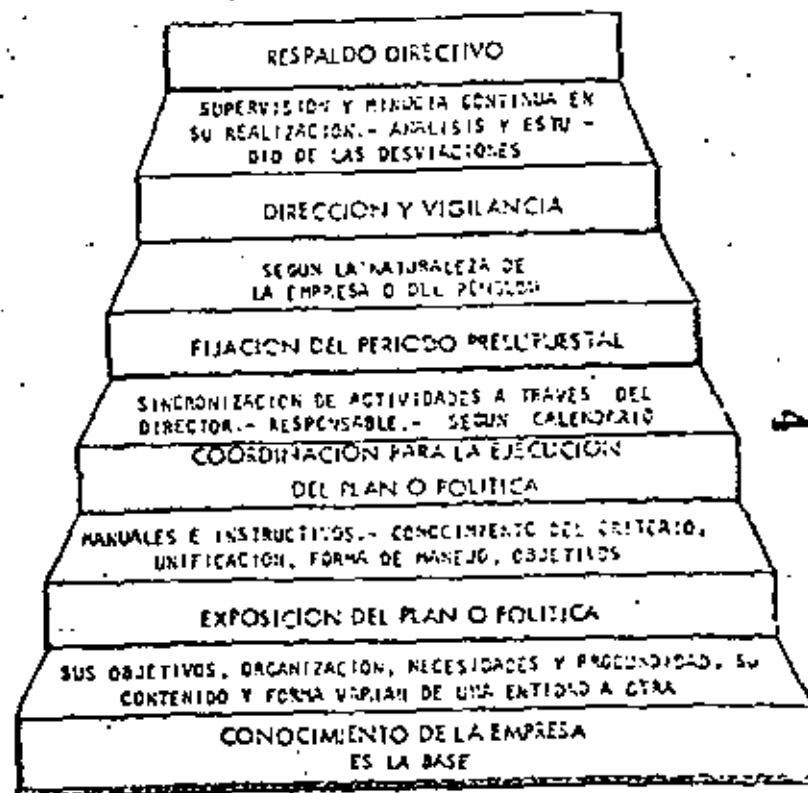 RESPALDO DIRECTIVO
SUPERVISION Y MINUCIA CONTINUA EN
SU REALIZACION.- ANALISIS Y ESTU -
DIO DE LAS DESVIACIONES
DIRECCION Y VIGILANCIA
SEGUN LA NATURALEZA DE
LA EMPRESA O DEL
FIJACION DEL PERIODO PRESUPUESTAL
SINCRONIZACION DE ACTIVIDADES A TRAVES DEL
DIRECTOR.- RESPONSABLE.- SEGUN CALENDARIO
COORDINACION PARA LA EJECUCION
DEL PLAN O POLITICA
MANUALES E INSTRUCTIVOS.- CONOCIMIENTO DEL CRITERIO,
UNIFICACION, FORMA DE MANEJO, OBJETIVOS
EXPOSICION DEL PLAN O POLITICA
SUS OBJETIVOS, ORGANIZACION, NECESIDADES Y PROFUNDIDAD, SU
CONTENIDO Y FORMA VARIAN DE UNA ENTIDAD A OTRA
CONOCIMIENTO DE LA EMPRESA
ES LA BASE